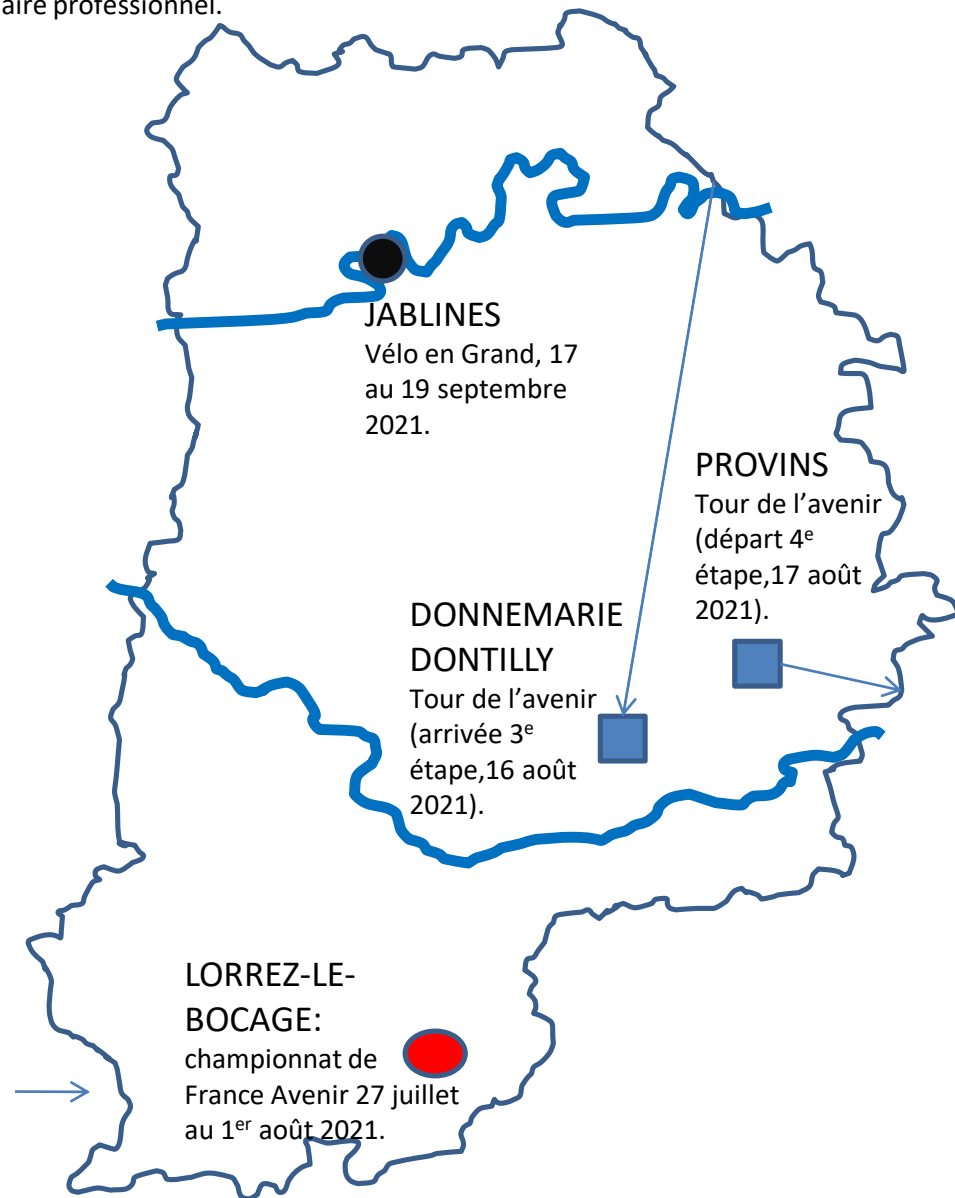 aire professionnel.
JABLINES
Vélo en Grand, 17
au 19 septembre
2021.
PROVINS
Tour de l’avenir
(départ 4e
étape,17 août
2021).
DONNEMARIE
DONTILLY
Tour de l’avenir
(arrivée 3e
étape,16 août
2021).
LORREZ-LE-
BOCAGE:
championnat de
France Avenir 27 juillet
au 1er août 2021.